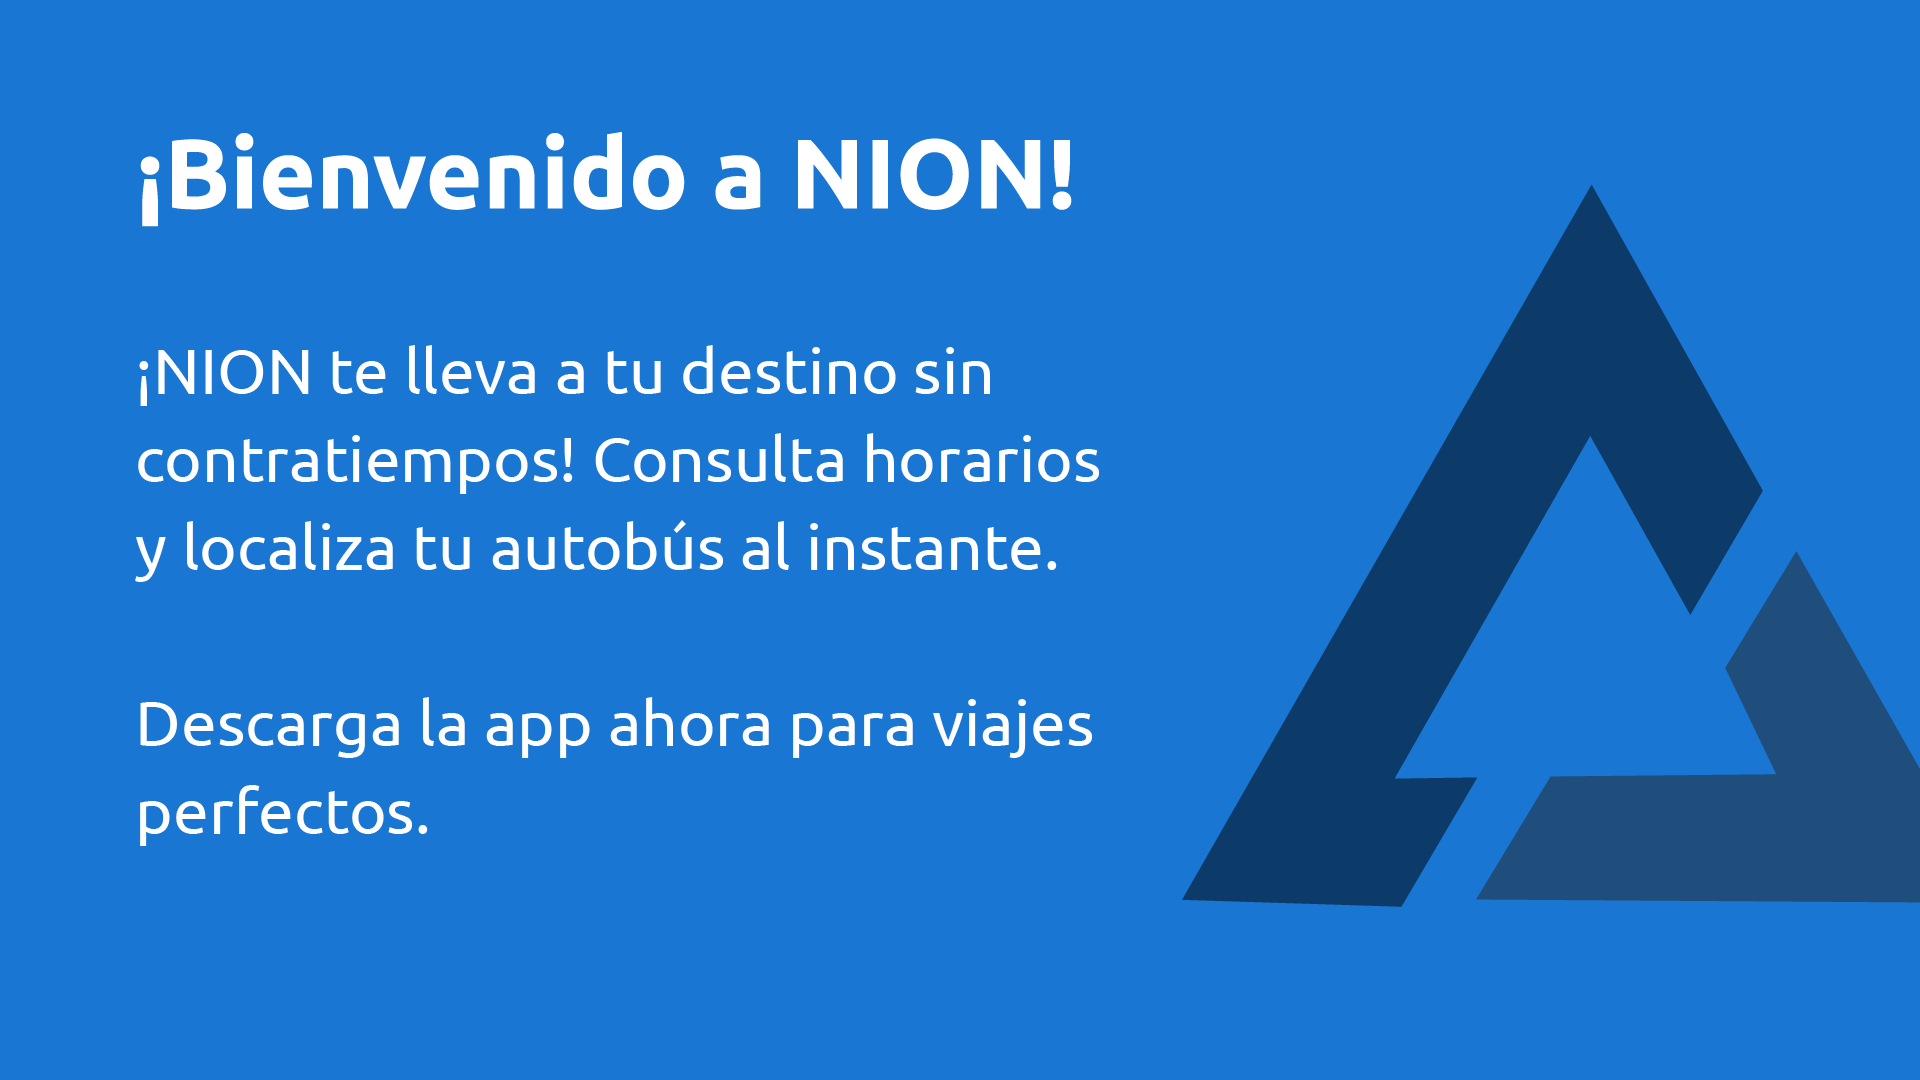 ¡Bienvenido a NION!
¡NION te lleva a tu destino sin
contratiempos! Consulta horarios
y localiza tu autobús al instante.
Descarga la app ahora para viajes
perfectos.